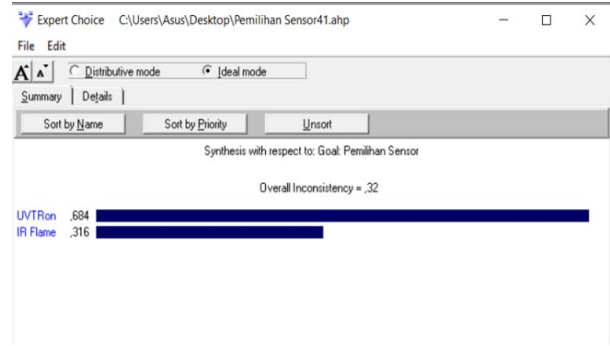 Expert Choice C:\Users\Asus\Desktop\Pemilihan Sensor41.ahp
File Edit
A A Distributive mode Ideal mode
Summary Details
Sort by Name Sort by Priority Unsort
Synthesis with respect to: Goal: Pemilihan Sensor
Overall Inconsistency = ,32
UVTRon ,684
IR Flame ,316